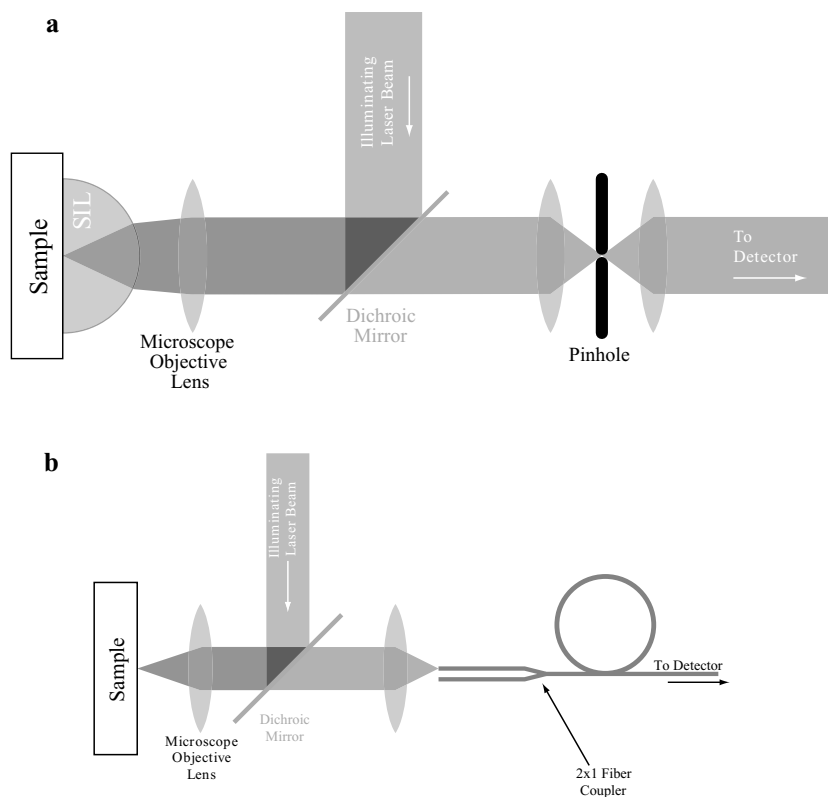 a
Illuminating
Laser Beam
SIL
Sample
To
Detector
Dichroic
Mirror
Microscope
Objective
Lens
Pinhole
b
Illuminating
Laser Beam
Sample
To Detector
Dichroic
Mirror
Microscope
Objective
Lens
2x1 Fiber
Coupler